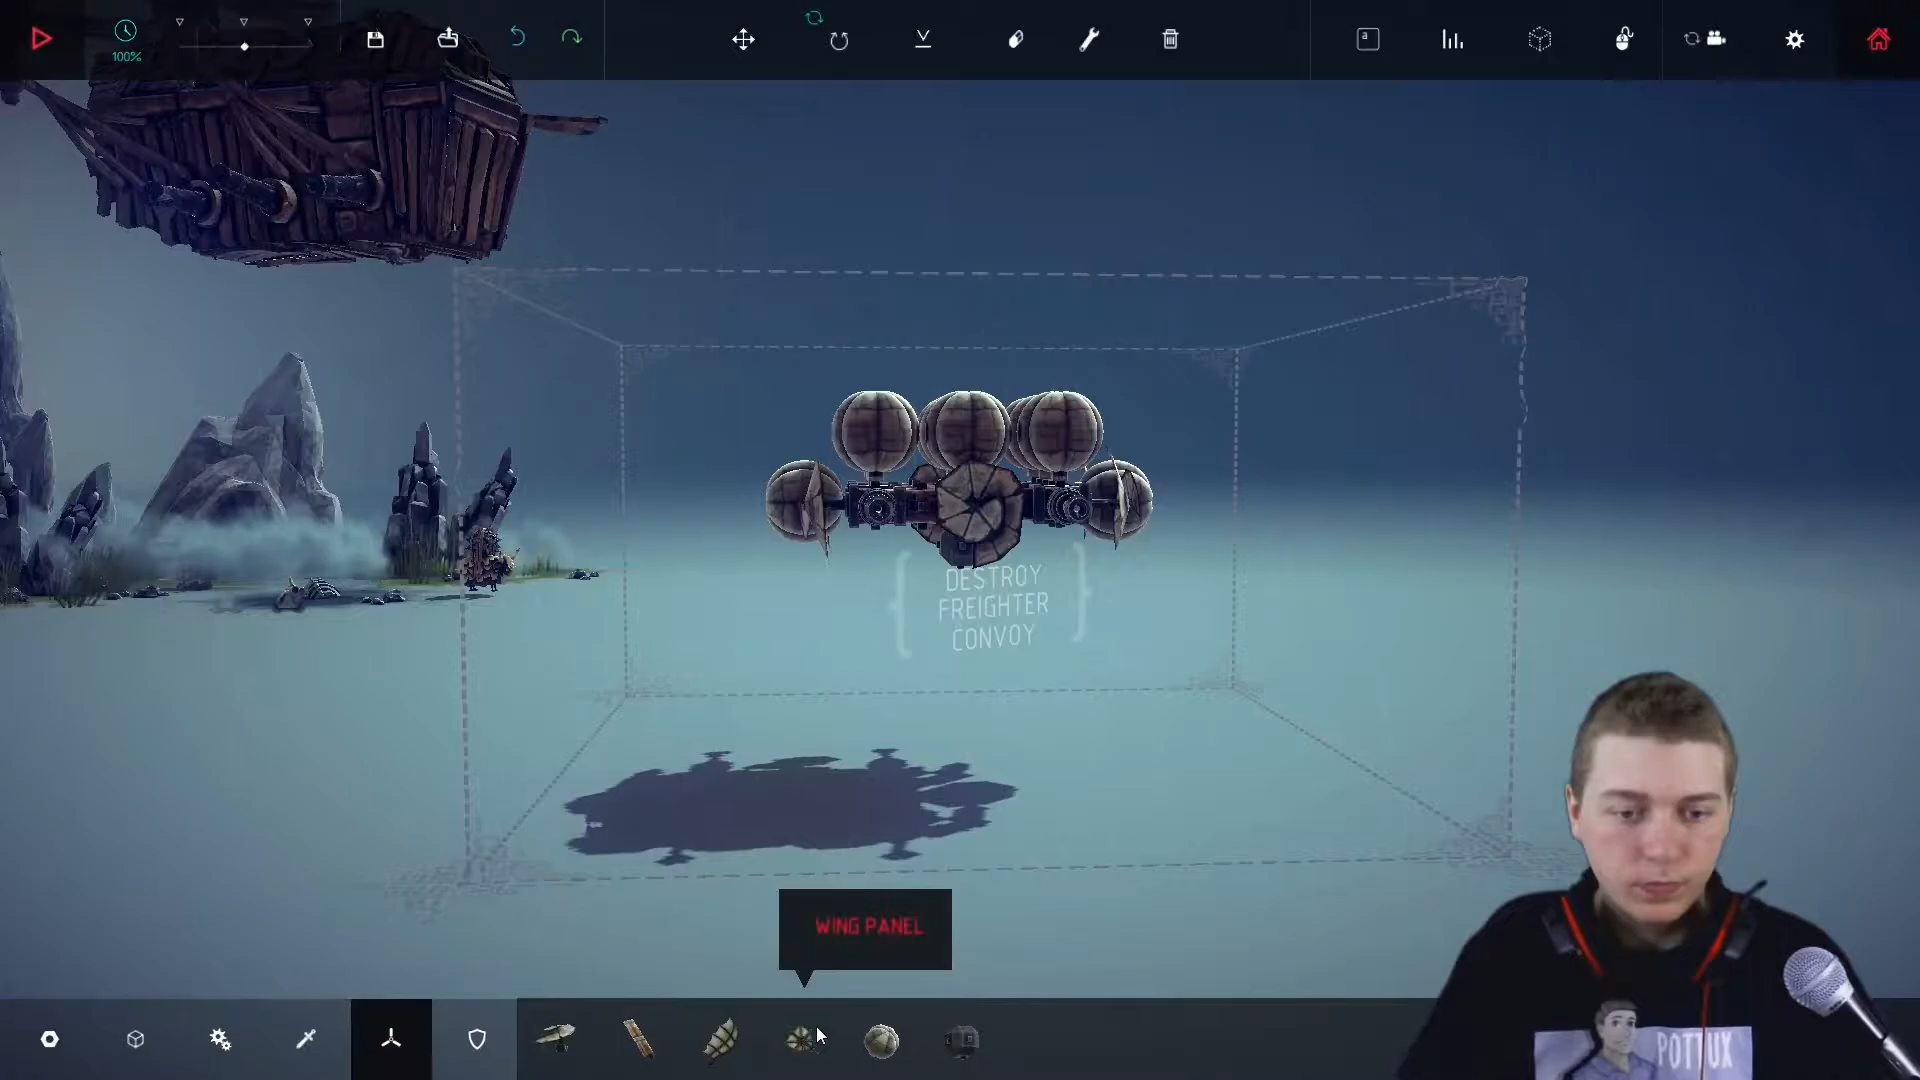 100%
a
DESTROY
FREIGHTER
CONVOY
WING PANEL
POTTUX